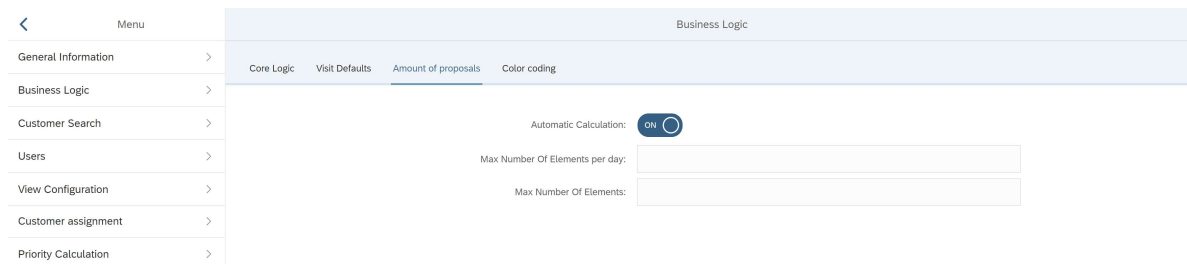 Menu
Business Logic
General Information
Business Logic
Customer Search
Users
View Configuration
Customer assignment
Priority Calculation
Core Logic Visit Defaults Amount of proposals Color coding
Automatic Calculation: ON
Max Number Of Elements per day:
Max Number Of Elements: